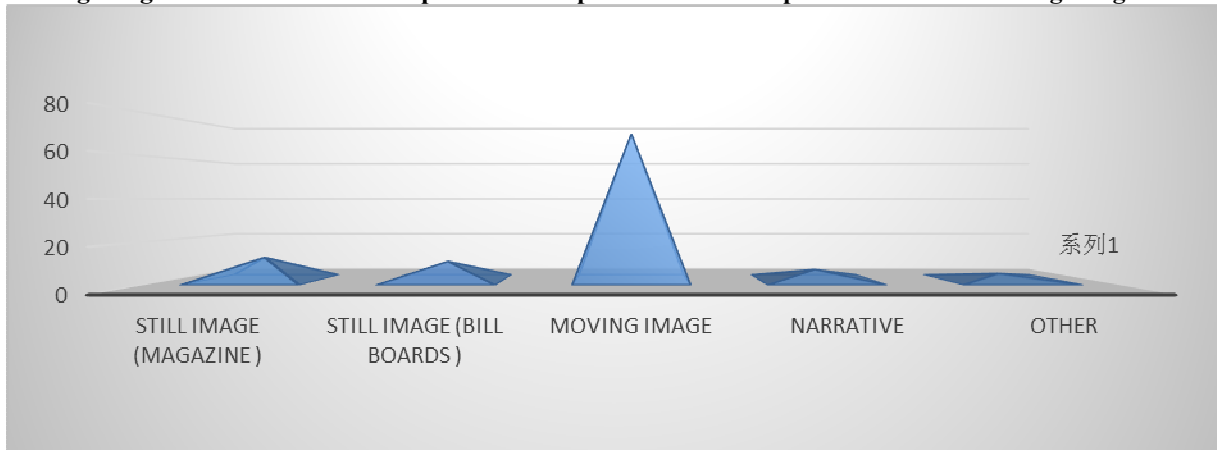 80
60
40
20
0
系列1
STILL IMAGE
(MAGAZINE )
STILL IMAGE (BILL
BOARDS )
MOVING IMAGE
NARRATIVE
OTHER